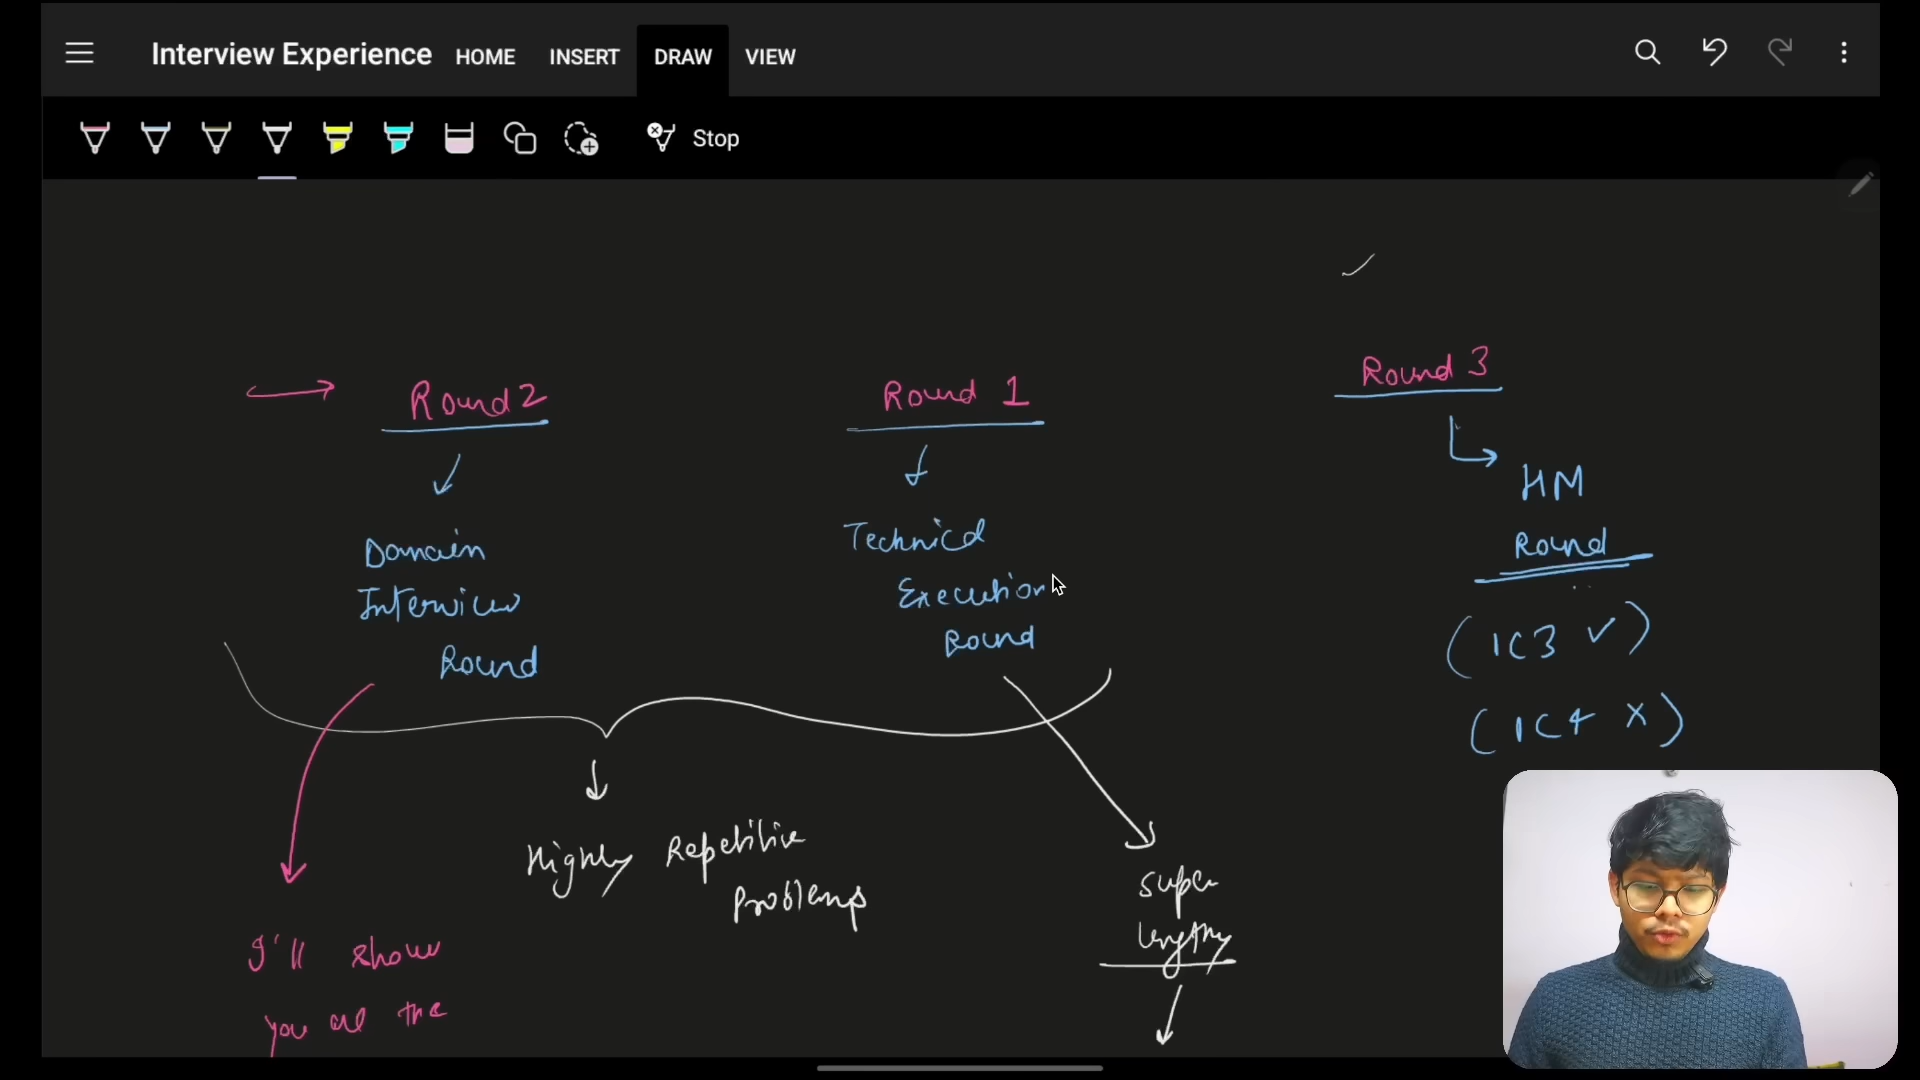 Interview Experience HOME INSERT DRAW VIEW
Stop
Round 2
Domain
Interview
Round
Round 1
Technical
Execution
Round
Round 3
HM
Round
(IC3 ✓)
(IC4 X)
Highly Repetitive
Problems
super
lengthy
I'll show
you all the